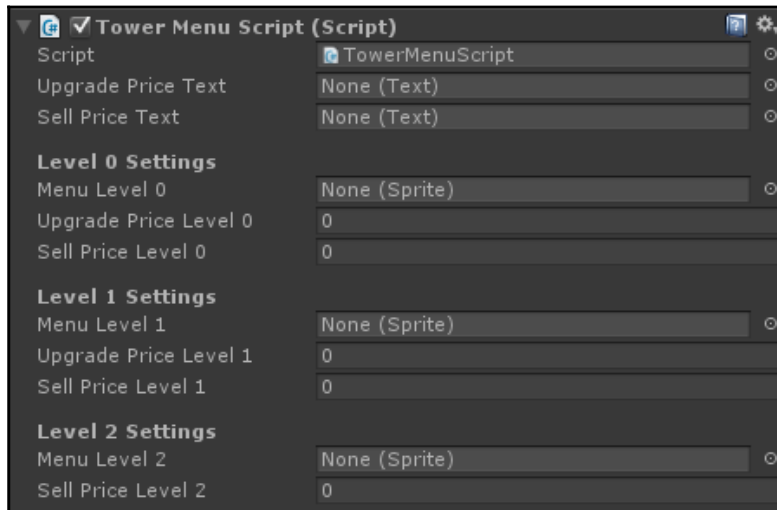 Tower Menu Script (Script)
Script TowerMenuScript
Upgrade Price Text None (Text)
Sell Price Text None (Text)
Level 0 Settings
Menu Level 0 None (Sprite)
Upgrade Price Level 0 0
Sell Price Level 0 0
Level 1 Settings
Menu Level 1 None (Sprite)
Upgrade Price Level 1 0
Sell Price Level 1 0
Level 2 Settings
Menu Level 2 None (Sprite)
Sell Price Level 2 0